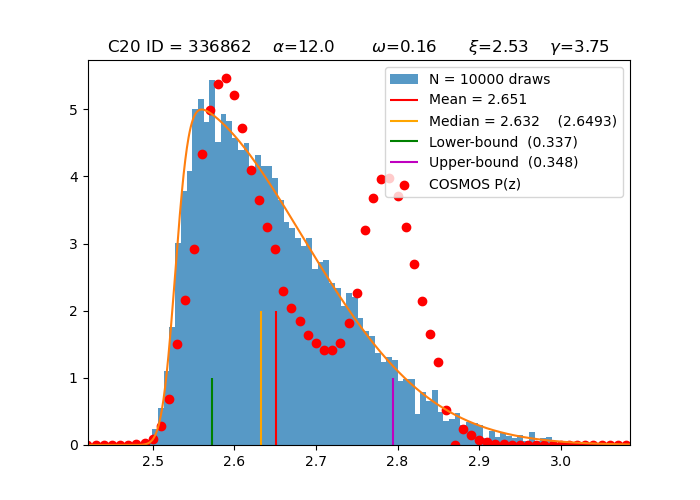 C20 ID = 336862 α=12.0 ω=0.16 ξ=2.53 γ=3.75
N = 10000 draws
Mean = 2.651
Median = 2.632 (2.6493)
Lower-bound (0.337)
Upper-bound (0.348)
COSMOS P(z)
5
4
3
2
1
0
2.5 2.6 2.7 2.8 2.9 3.0